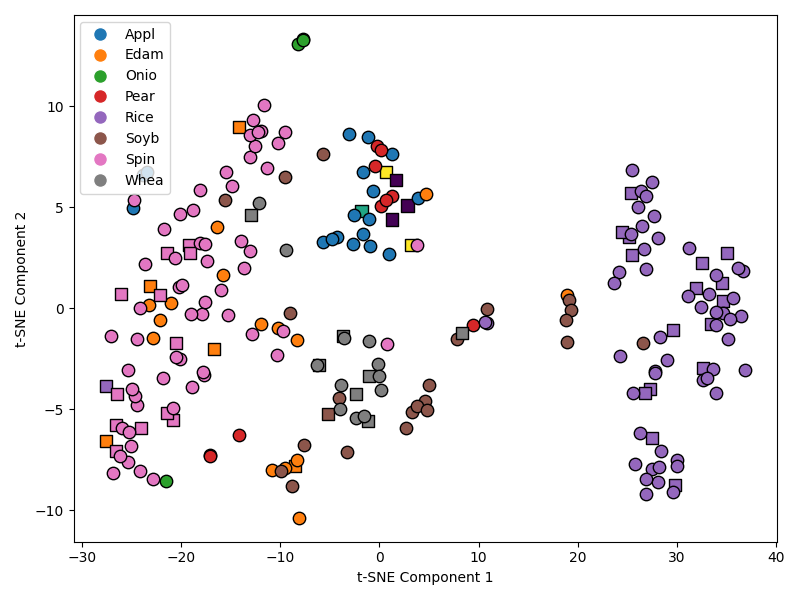 Appl
Edam
Onio
Pear
Rice
Soyb
Spin
Whea
10
5
0
−5
−10
t-SNE Component 2
−30 −20 −10 0 10 20 30 40
t-SNE Component 1